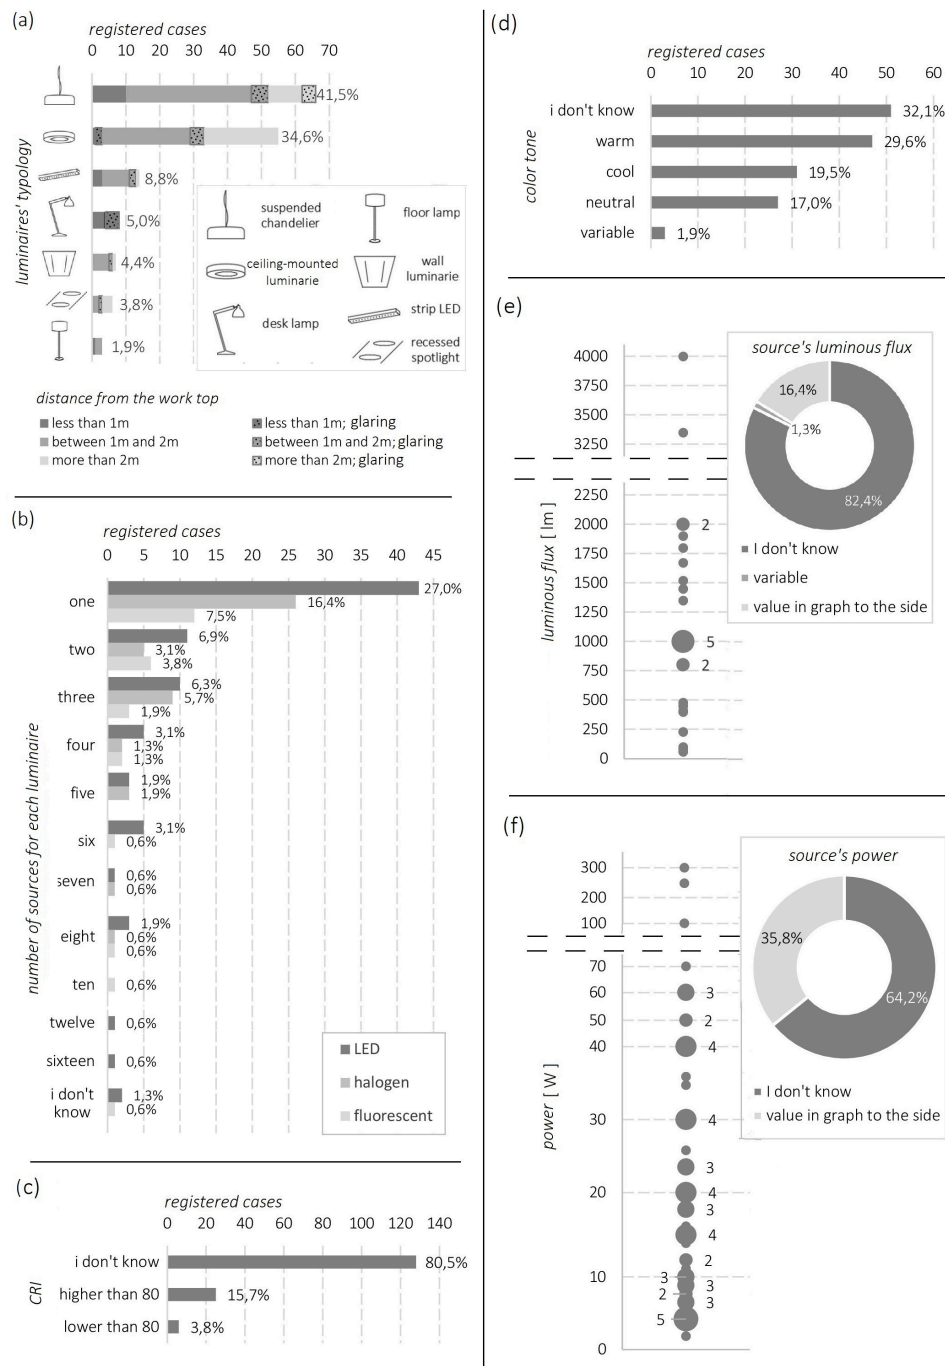 (a)
registered cases
0 10 20 30 40 50 60 70
luminaires' typology
41,5%
34,6%
8,8%
5,0%
4,4%
3,8%
1,9%
suspended
chandelier
floor lamp
ceiling-mounted
luminarie
wall
luminarie
desk lamp
strip LED
recessed
spotlight
distance from the work top
less than 1m
between 1m and 2m
more than 2m
less than 1m; glaring
between 1m and 2m; glaring
more than 2m; glaring
(b)
registered cases
0 5 10 15 20 25 30 35 40 45
number of sources for each luminaire
one
27,0%
16,4%
7,5%
two
6,9%
3,1%
3,8%
three
6,3%
5,7%
1,9%
four
3,1%
1,3%
1,3%
five
1,9%
1,9%
six
3,1%
0,6%
seven
0,6%
0,6%
eight
1,9%
0,6%
0,6%
ten
0,6%
twelve
0,6%
sixteen
0,6%
i don't
know
1,3%
0,6%
LED
halogen
fluorescent
(c)
registered cases
0 20 40 60 80 100 120 140
CRI
i don't know 80,5%
higher than 80 15,7%
lower than 80 3,8%
(d)
registered cases
0 10 20 30 40 50 60
color tone
i don't know 32,1%
warm 29,6%
cool 19,5%
neutral 17,0%
variable 1,9%
(e)
luminous flux [lm]
4000
3750
3500
3250
2250
2000 2
1750
1500
1250
1000 5
750 2
500
250
0
source's luminous flux
16,4%
1,3%
82,4%
I don't know
variable
value in graph to the side
(f)
power [W]
300
200
100
70
60 3
50 2
40 4
30 4
3
20 4
3
4
2
10 3
3
2
3
5
0
source's power
35,8%
64,2%
I don't know
value in graph to the side